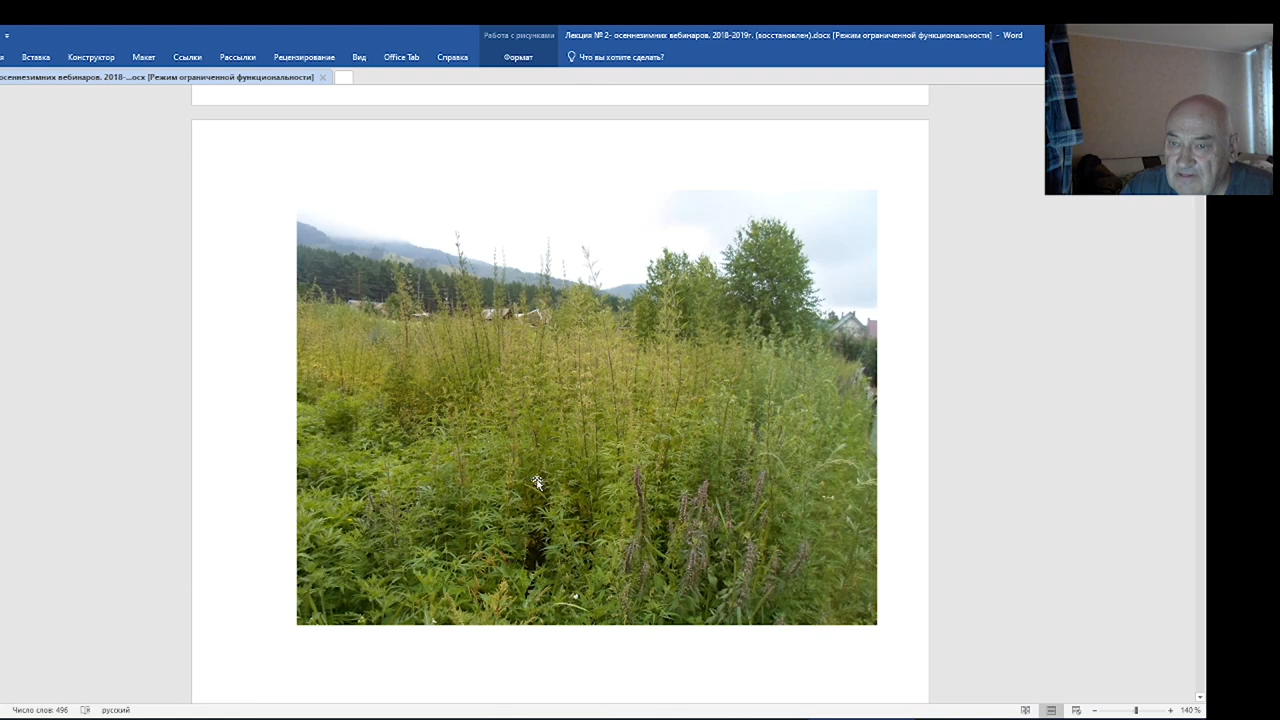 Работа с рисунками
Лекция № 2- осеннезимних вебинаров. 2018-2019г. (восстановлен).docx [Режим ограниченной функциональности] - Word
Вставка Конструктор Макет Ссылки Рассылки Рецензирование Вид Office Tab Справка Формат Что вы хотите сделать?
осеннезимних вебинаров. 2018-...ocx [Режим ограниченной функциональности]
Число слов: 496 русский 140 %